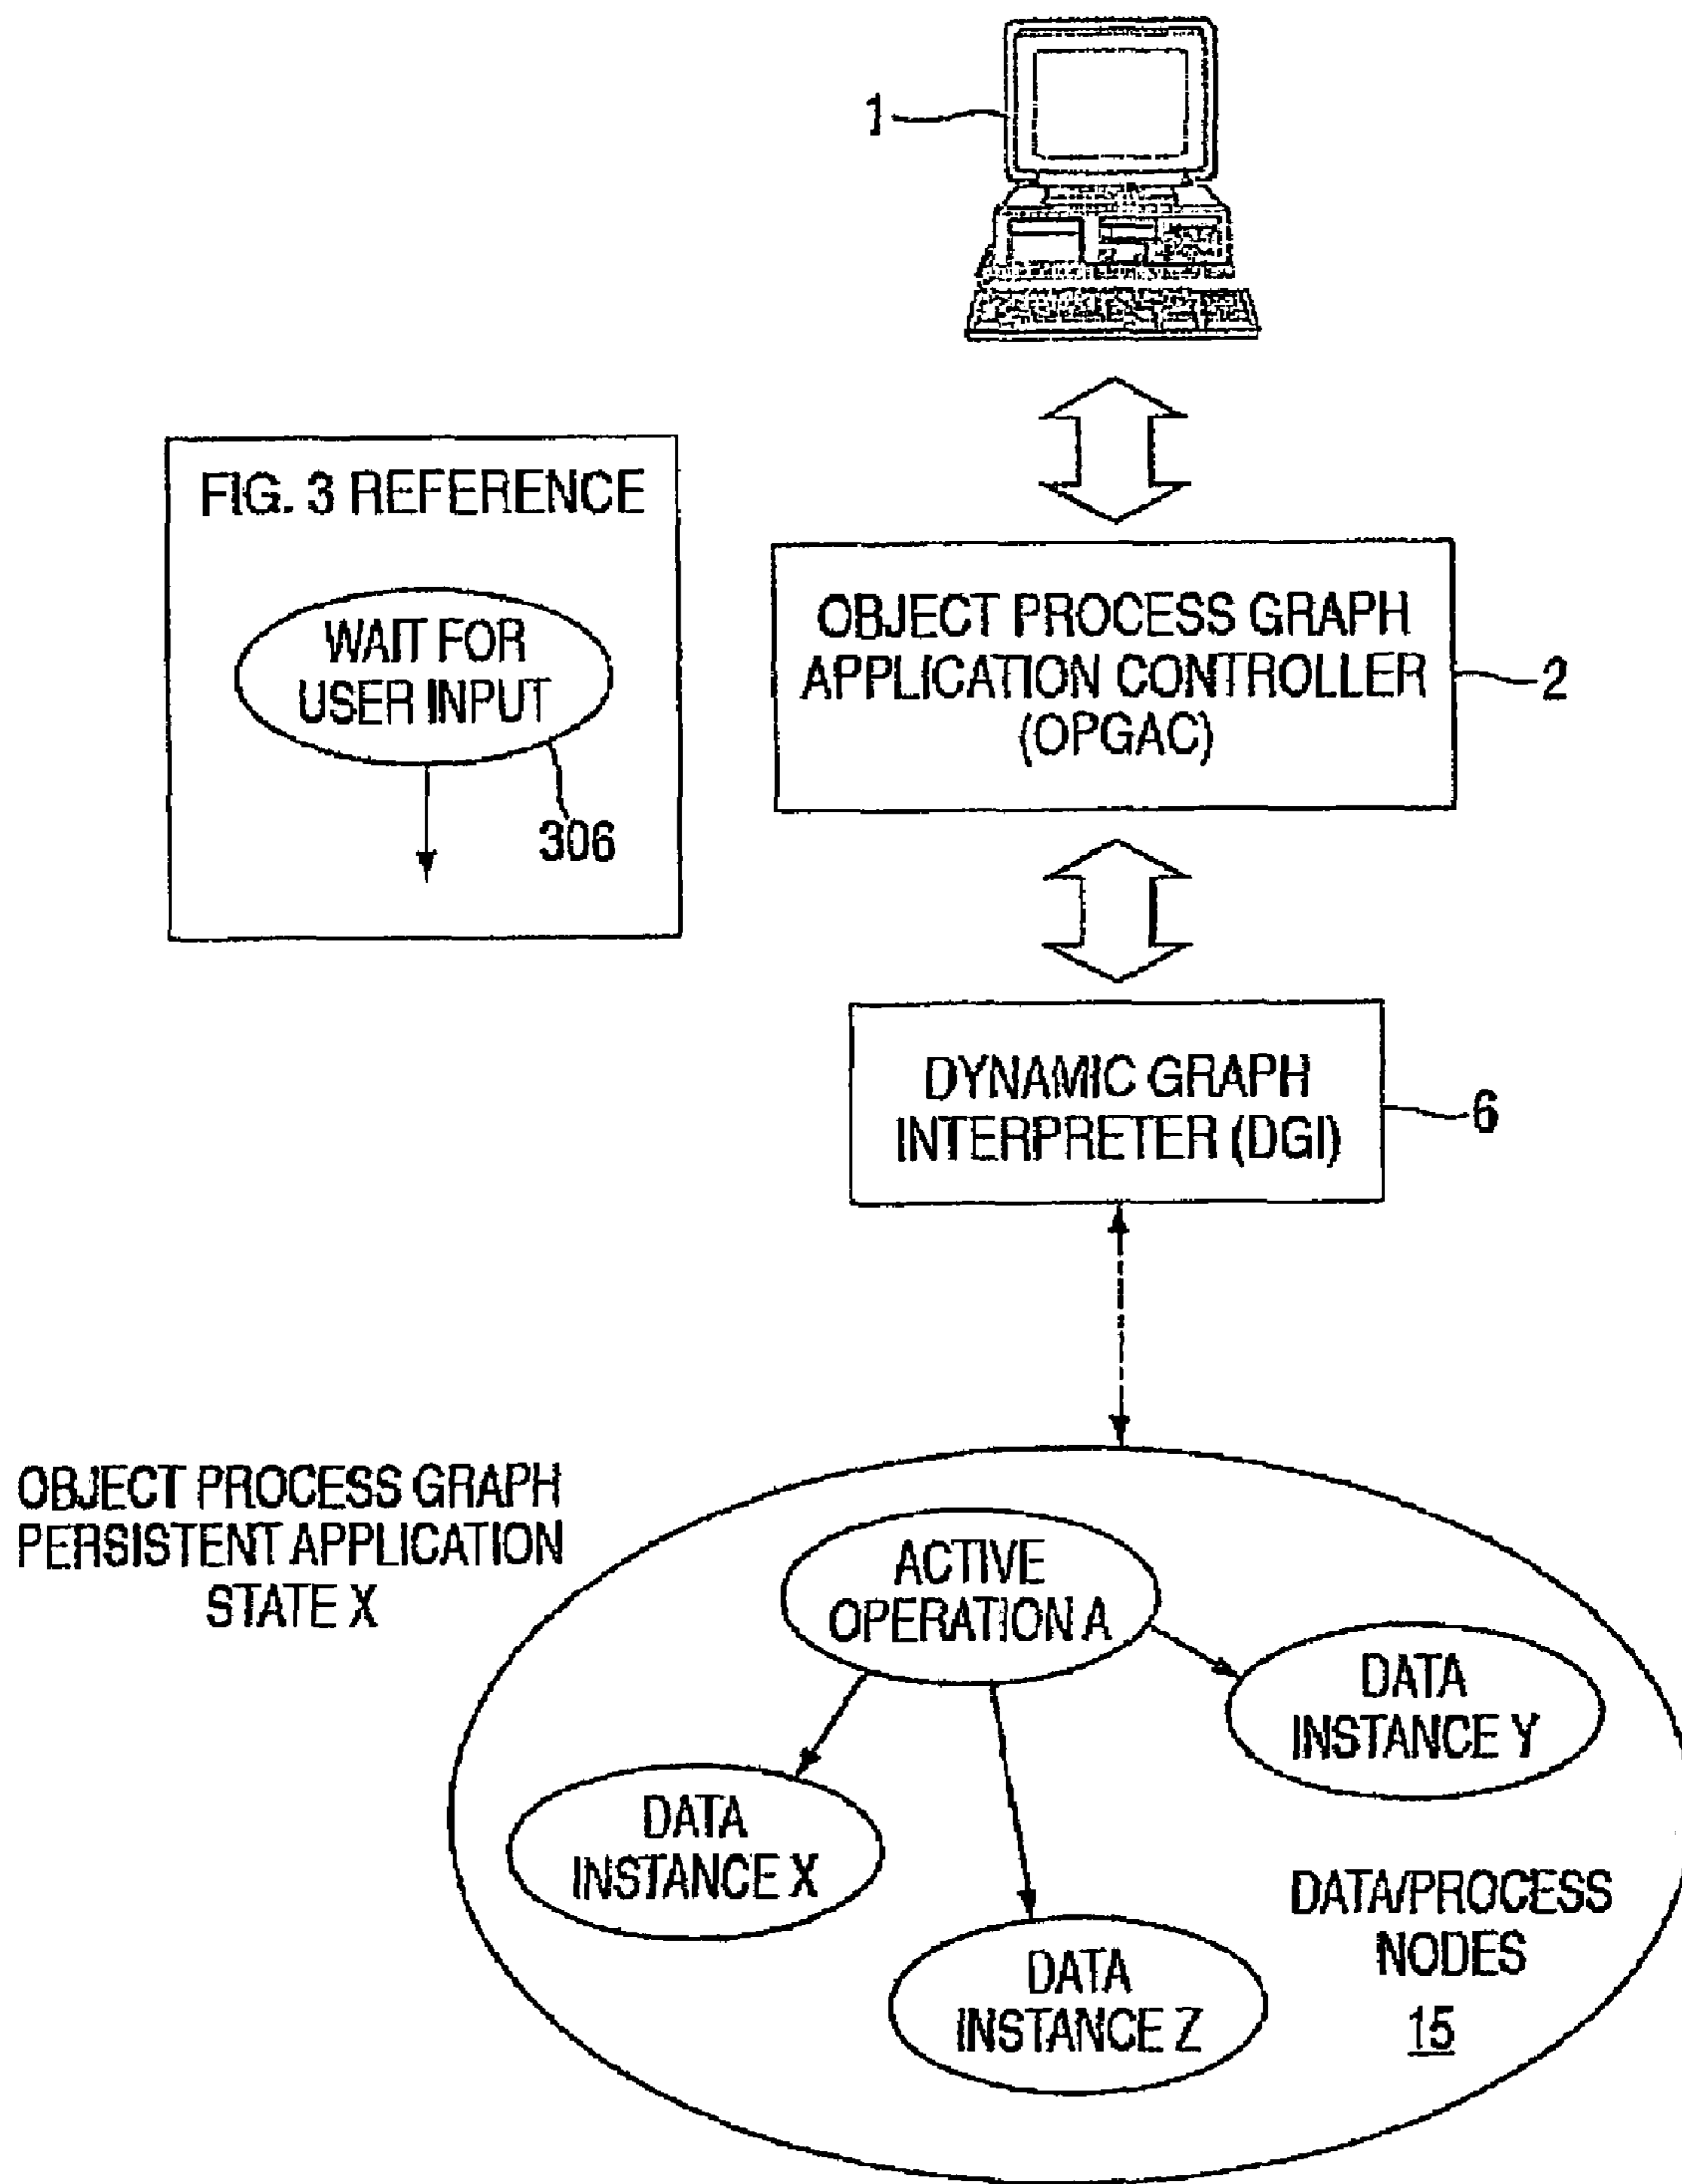 1
FIG. 3 REFERENCE
WAIT FOR
USER INPUT
306
OBJECT PROCESS GRAPH
APPLICATION CONTROLLER
(OPGAC)
2
DYNAMIC GRAPH
INTERPRETER (DGI)
6
OBJECT PROCESS GRAPH
PERSISTENT APPLICATION
STATE X
ACTIVE
OPERATION A
DATA
INSTANCE Y
DATA
INSTANCE X
DATA
INSTANCE Z
DATA/PROCESS
NODES
15